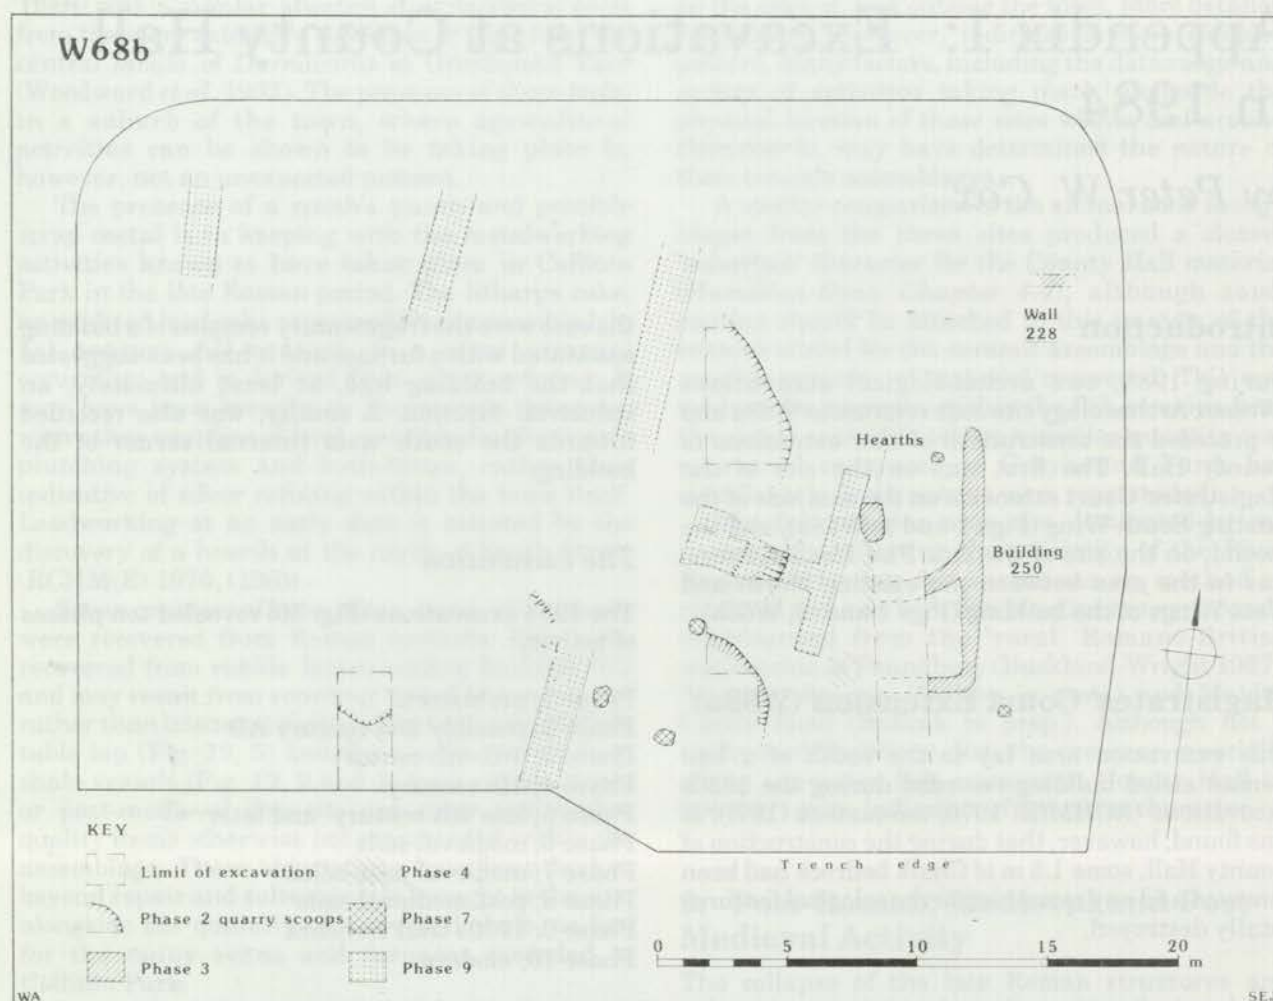 W68b
Wall
228
Hearths
Building
250
Trench edge
KEY
Limit of excavation
Phase 2 quarry scoops
Phase 3
Phase 4
Phase 7
Phase 9
0 5 10 15 20 m
WA